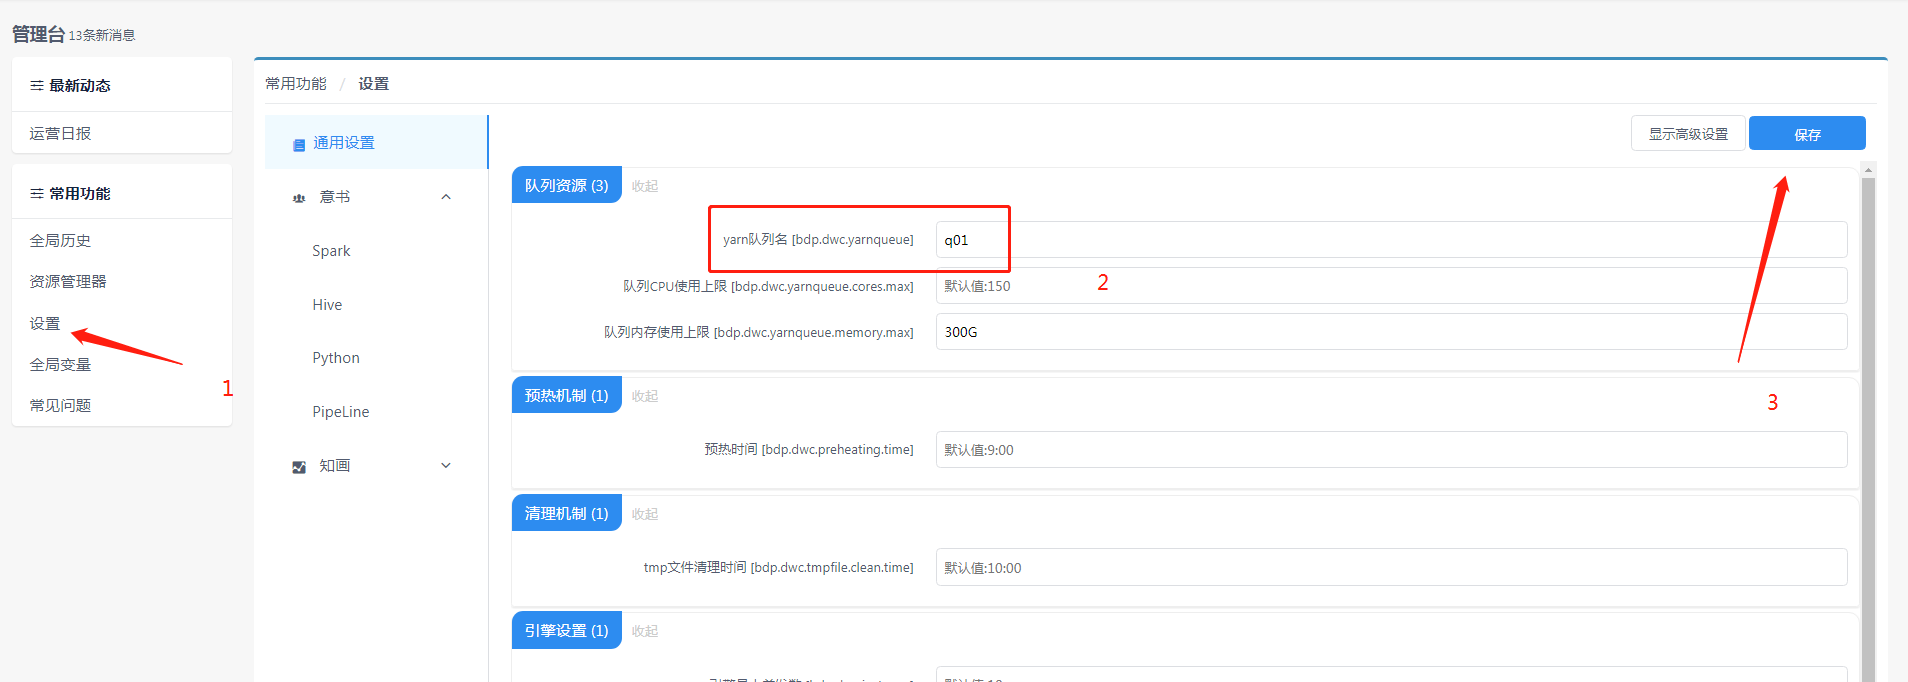 管理台 13条新消息
最新动态
运营日报
常用功能
全局历史
资源管理器
设置
全局变量
常见问题
1
常用功能 / 设置
通用设置
意书
Spark
Hive
Python
PipeLine
知画
显示高级设置 保存
队列资源 (3) 收起
yarn队列名 [bdp.dwc.yarnqueue] q01
队列CPU使用上限 [bdp.dwc.yarnqueue.cores.max] 默认值:150
2
队列内存使用上限 [bdp.dwc.yarnqueue.memory.max] 300G
3
预热机制 (1) 收起
预热时间 [bdp.dwc.preheating.time] 默认值:9:00
清理机制 (1) 收起
tmp文件清理时间 [bdp.dwc.tmpfile.clean.time] 默认值:10:00
引擎设置 (1) 收起